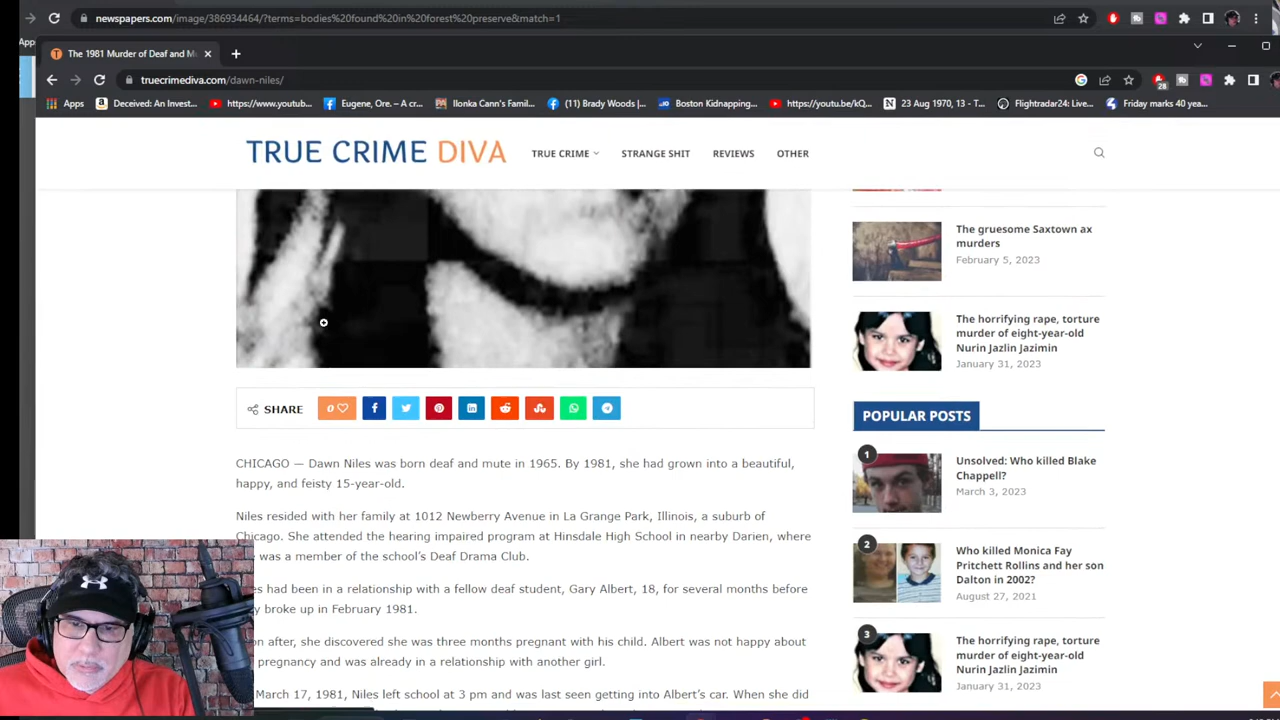 newspapers.com/image/386934464/?terms=bodies%20found%20in%20forest%20preserve&match=1
The 1981 Murder of Deaf and M
truecrimediva.com/dawn-niles/
28
Apps
Deceived: An Invest...
https://www.youtub...
Eugene, Ore. – A cr...
Ilonka Cann's Famil...
(11) Brady Woods |...
Boston Kidnapping...
https://youtu.be/kQ...
23 Aug 1970, 13 - T...
Flightradar24: Live...
Friday marks 40 yea...
TRUE CRIME DIVA
TRUE CRIME
STRANGE SHIT
REVIEWS
OTHER
SHARE
0
CHICAGO — Dawn Niles was born deaf and mute in 1965. By 1981, she had grown into a beautiful,
happy, and feisty 15-year-old.
Niles resided with her family at 1012 Newberry Avenue in La Grange Park, Illinois, a suburb of
Chicago. She attended the hearing impaired program at Hinsdale High School in nearby Darien, where
was a member of the school's Deaf Drama Club.
had been in a relationship with a fellow deaf student, Gary Albert, 18, for several months before
broke up in February 1981.
after, she discovered she was three months pregnant with his child. Albert was not happy about
pregnancy and was already in a relationship with another girl.
March 17, 1981, Niles left school at 3 pm and was last seen getting into Albert's car. When she did
The gruesome Saxtown ax
murders
February 5, 2023
The horrifying rape, torture
murder of eight-year-old
Nurin Jazlin Jazimin
January 31, 2023
POPULAR POSTS
1
Unsolved: Who killed Blake
Chappell?
March 3, 2023
2
Who killed Monica Fay
Pritchett Rollins and her son
Dalton in 2002?
August 27, 2021
3
The horrifying rape, torture
murder of eight-year-old
Nurin Jazlin Jazimin
January 31, 2023